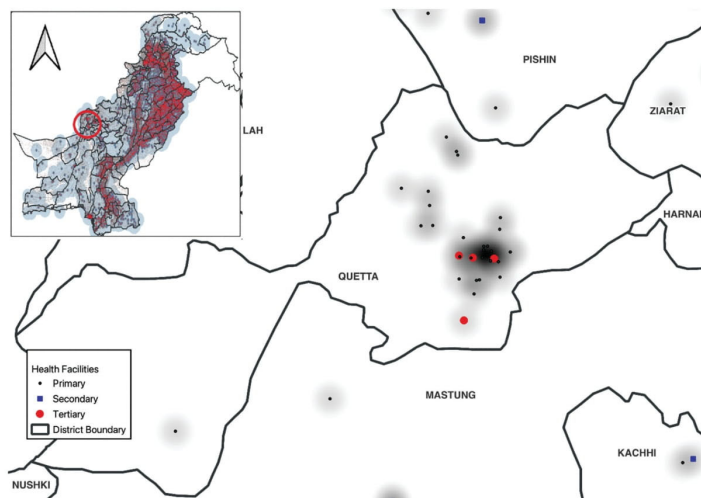 PISHIN
ZIARAT
LAH
HARNAI
QUETTA
Health Facilities
Primary
Secondary
Tertiary
District Boundary
MASTUNG
KACHHI
NUSHKI